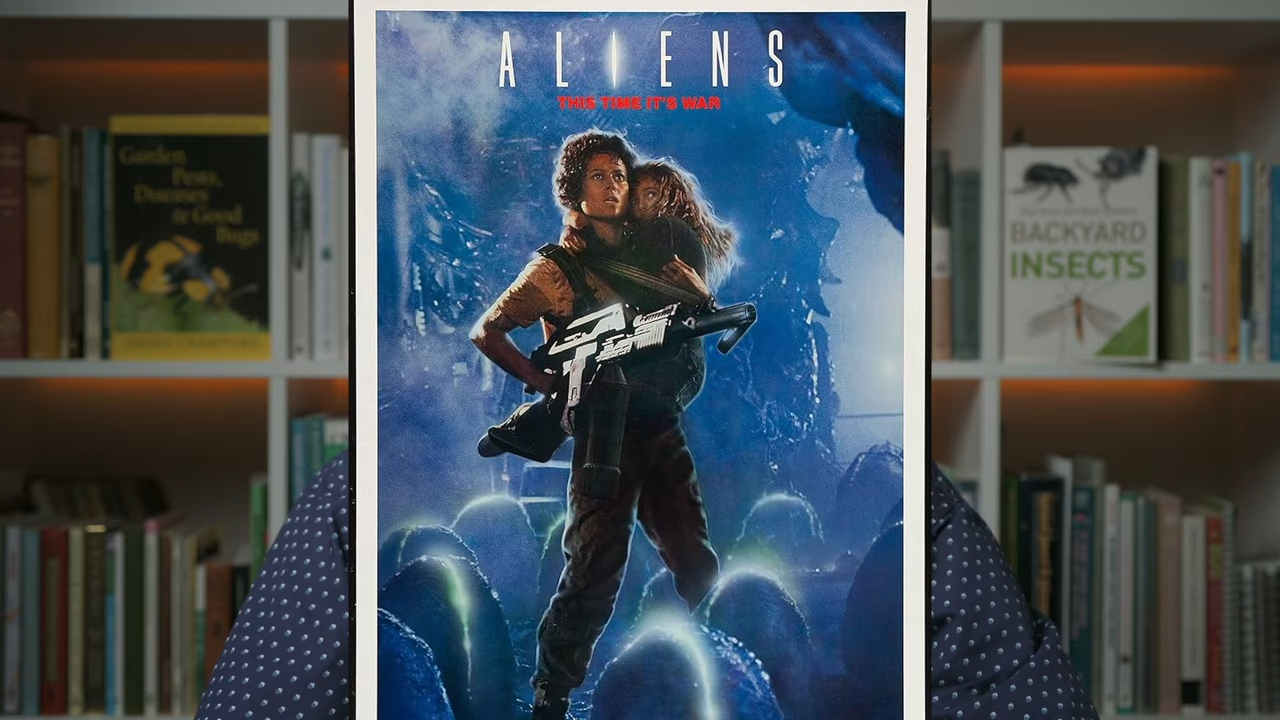 ALIENS
THIS TIME IT'S WAR
Garden
Pests,
Diseases
& Good
Bugs
BACKYARD
INSECTS